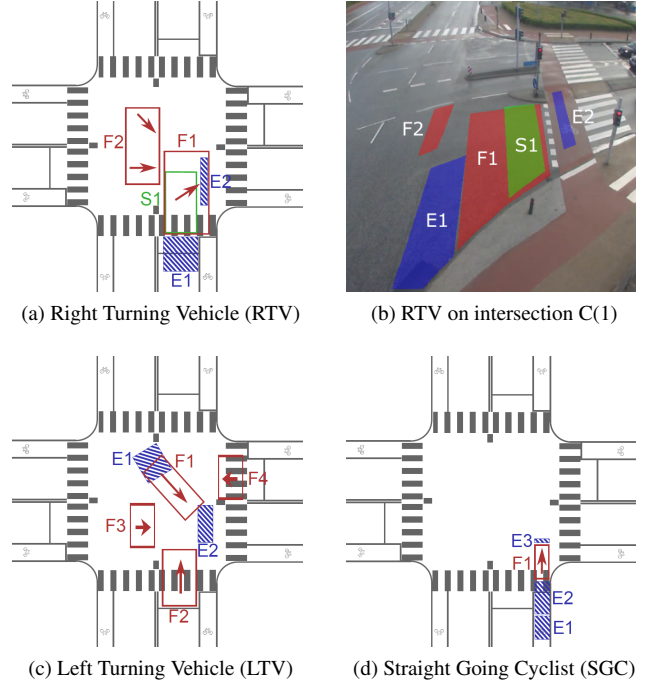 F2
F1
E2
S1
E1
F2
F1
S1
E2
E1
(a) Right Turning Vehicle (RTV)
(b) RTV on intersection C(1)
E1
F1
F4
F3
E2
F2
E3
F1
E2
E1
(c) Left Turning Vehicle (LTV)
(d) Straight Going Cyclist (SGC)